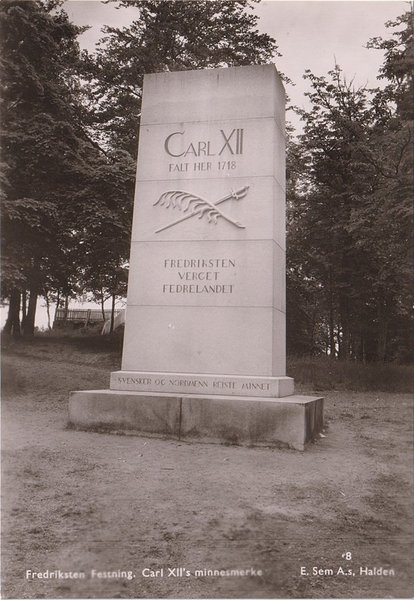 CARL XII
FALT HER 1718
FREDRIKSTEN
VERGET
FEDRELANDET
SVENSKER OG NORDMENN REISTE MINNET
8
Fredriksten Festning. Carl XII's minnesmerke
E. Sem A.s, Halden